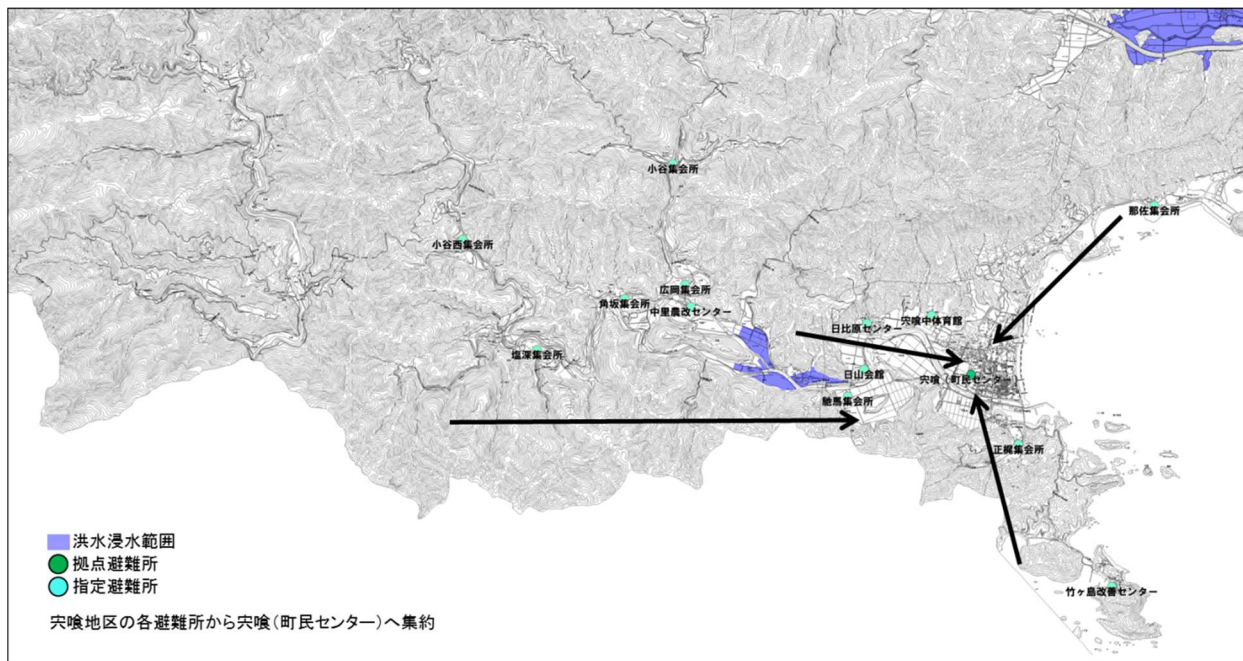 小谷集会所
那佐集会所
小谷西集会所
広岡集会所
角坂集会所
中里農改センター
日比原センター
宍喰中体育館
塩深集会所
日山会館
宍喰（町民センター）
馳馬集会所
正梶集会所
竹ヶ島改善センター
洪水浸水範囲
拠点避難所
指定避難所
宍喰地区の各避難所から宍喰(町民センター)へ集約